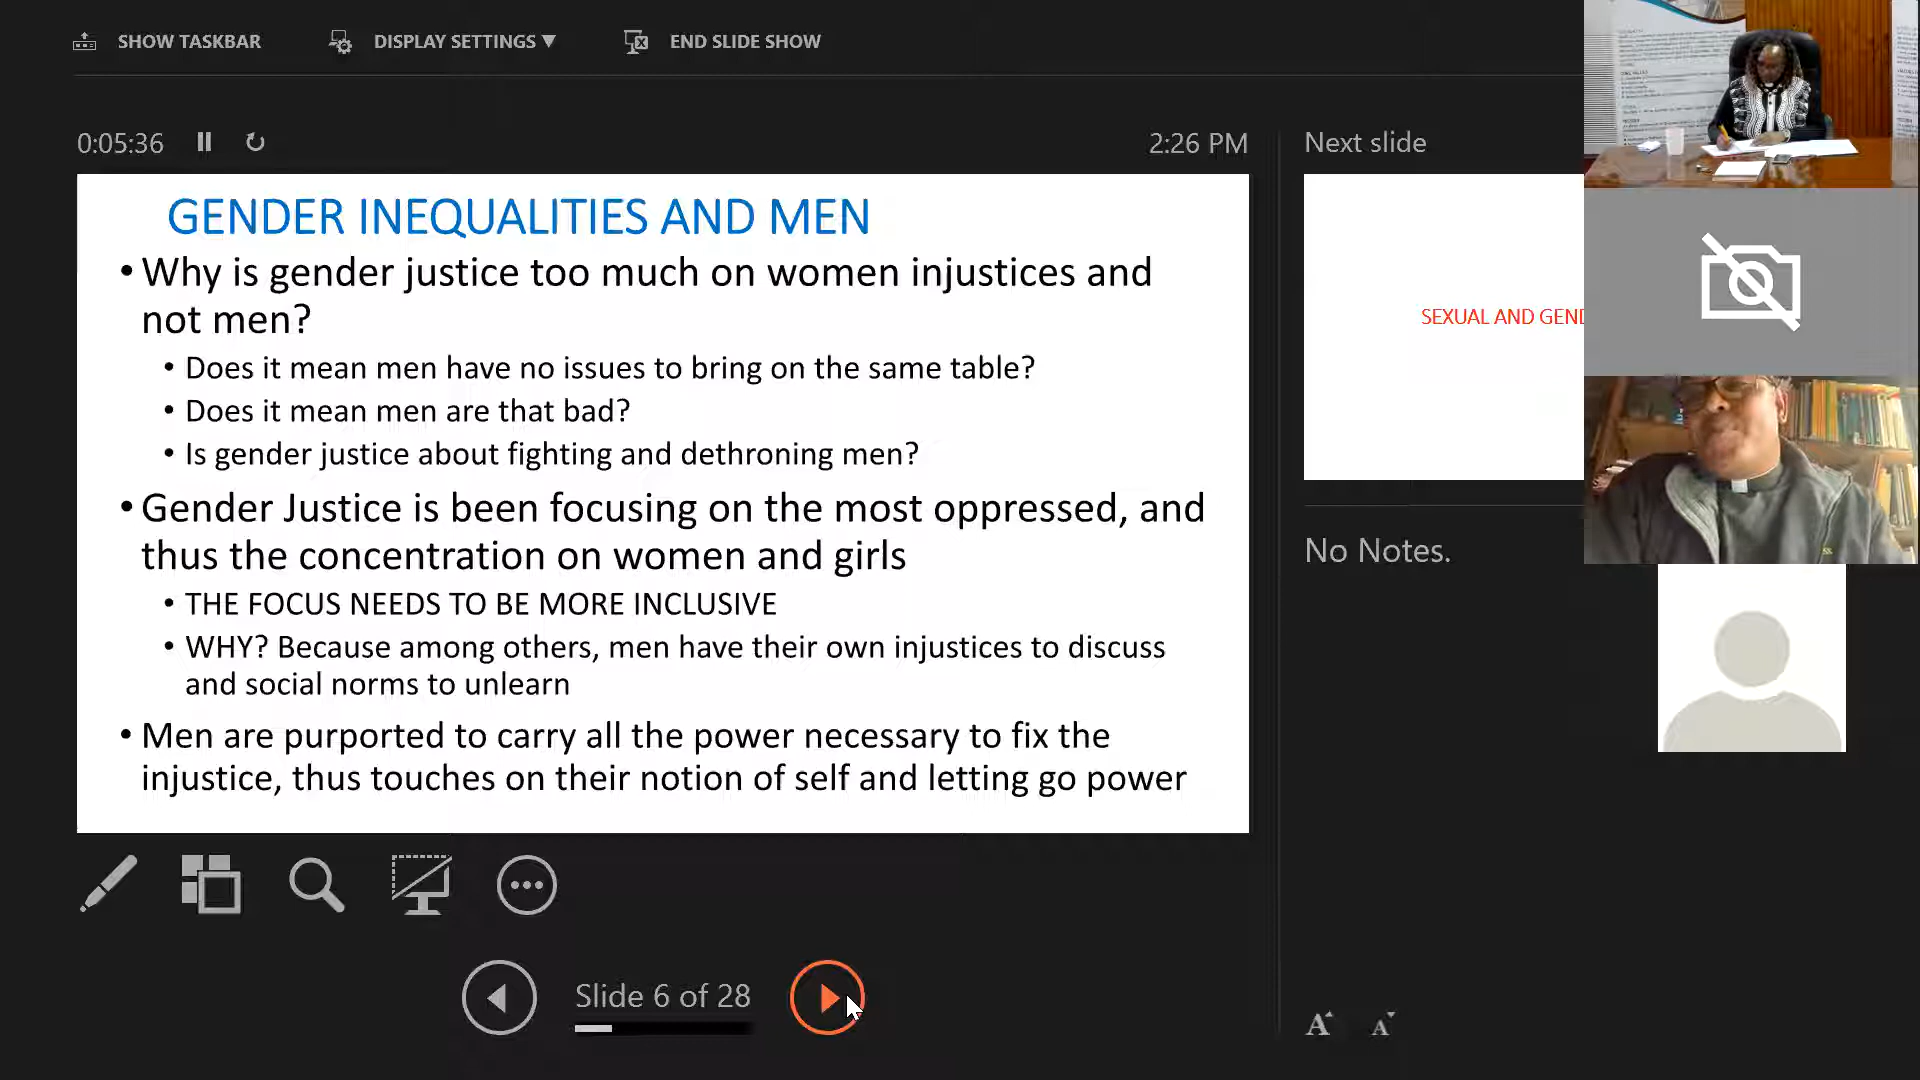 SHOW TASKBAR
DISPLAY SETTINGS ▼
END SLIDE SHOW
0:05:36
2:26 PM
Next slide
GENDER INEQUALITIES AND MEN
• Why is gender justice too much on women injustices and
not men?
• Does it mean men have no issues to bring on the same table?
• Does it mean men are that bad?
• Is gender justice about fighting and dethroning men?
• Gender Justice is been focusing on the most oppressed, and
thus the concentration on women and girls
• THE FOCUS NEEDS TO BE MORE INCLUSIVE
• WHY? Because among others, men have their own injustices to discuss
and social norms to unlearn
• Men are purported to carry all the power necessary to fix the
injustice, thus touches on their notion of self and letting go power
SEXUAL AND GEND
No Notes.
Slide 6 of 28
A A